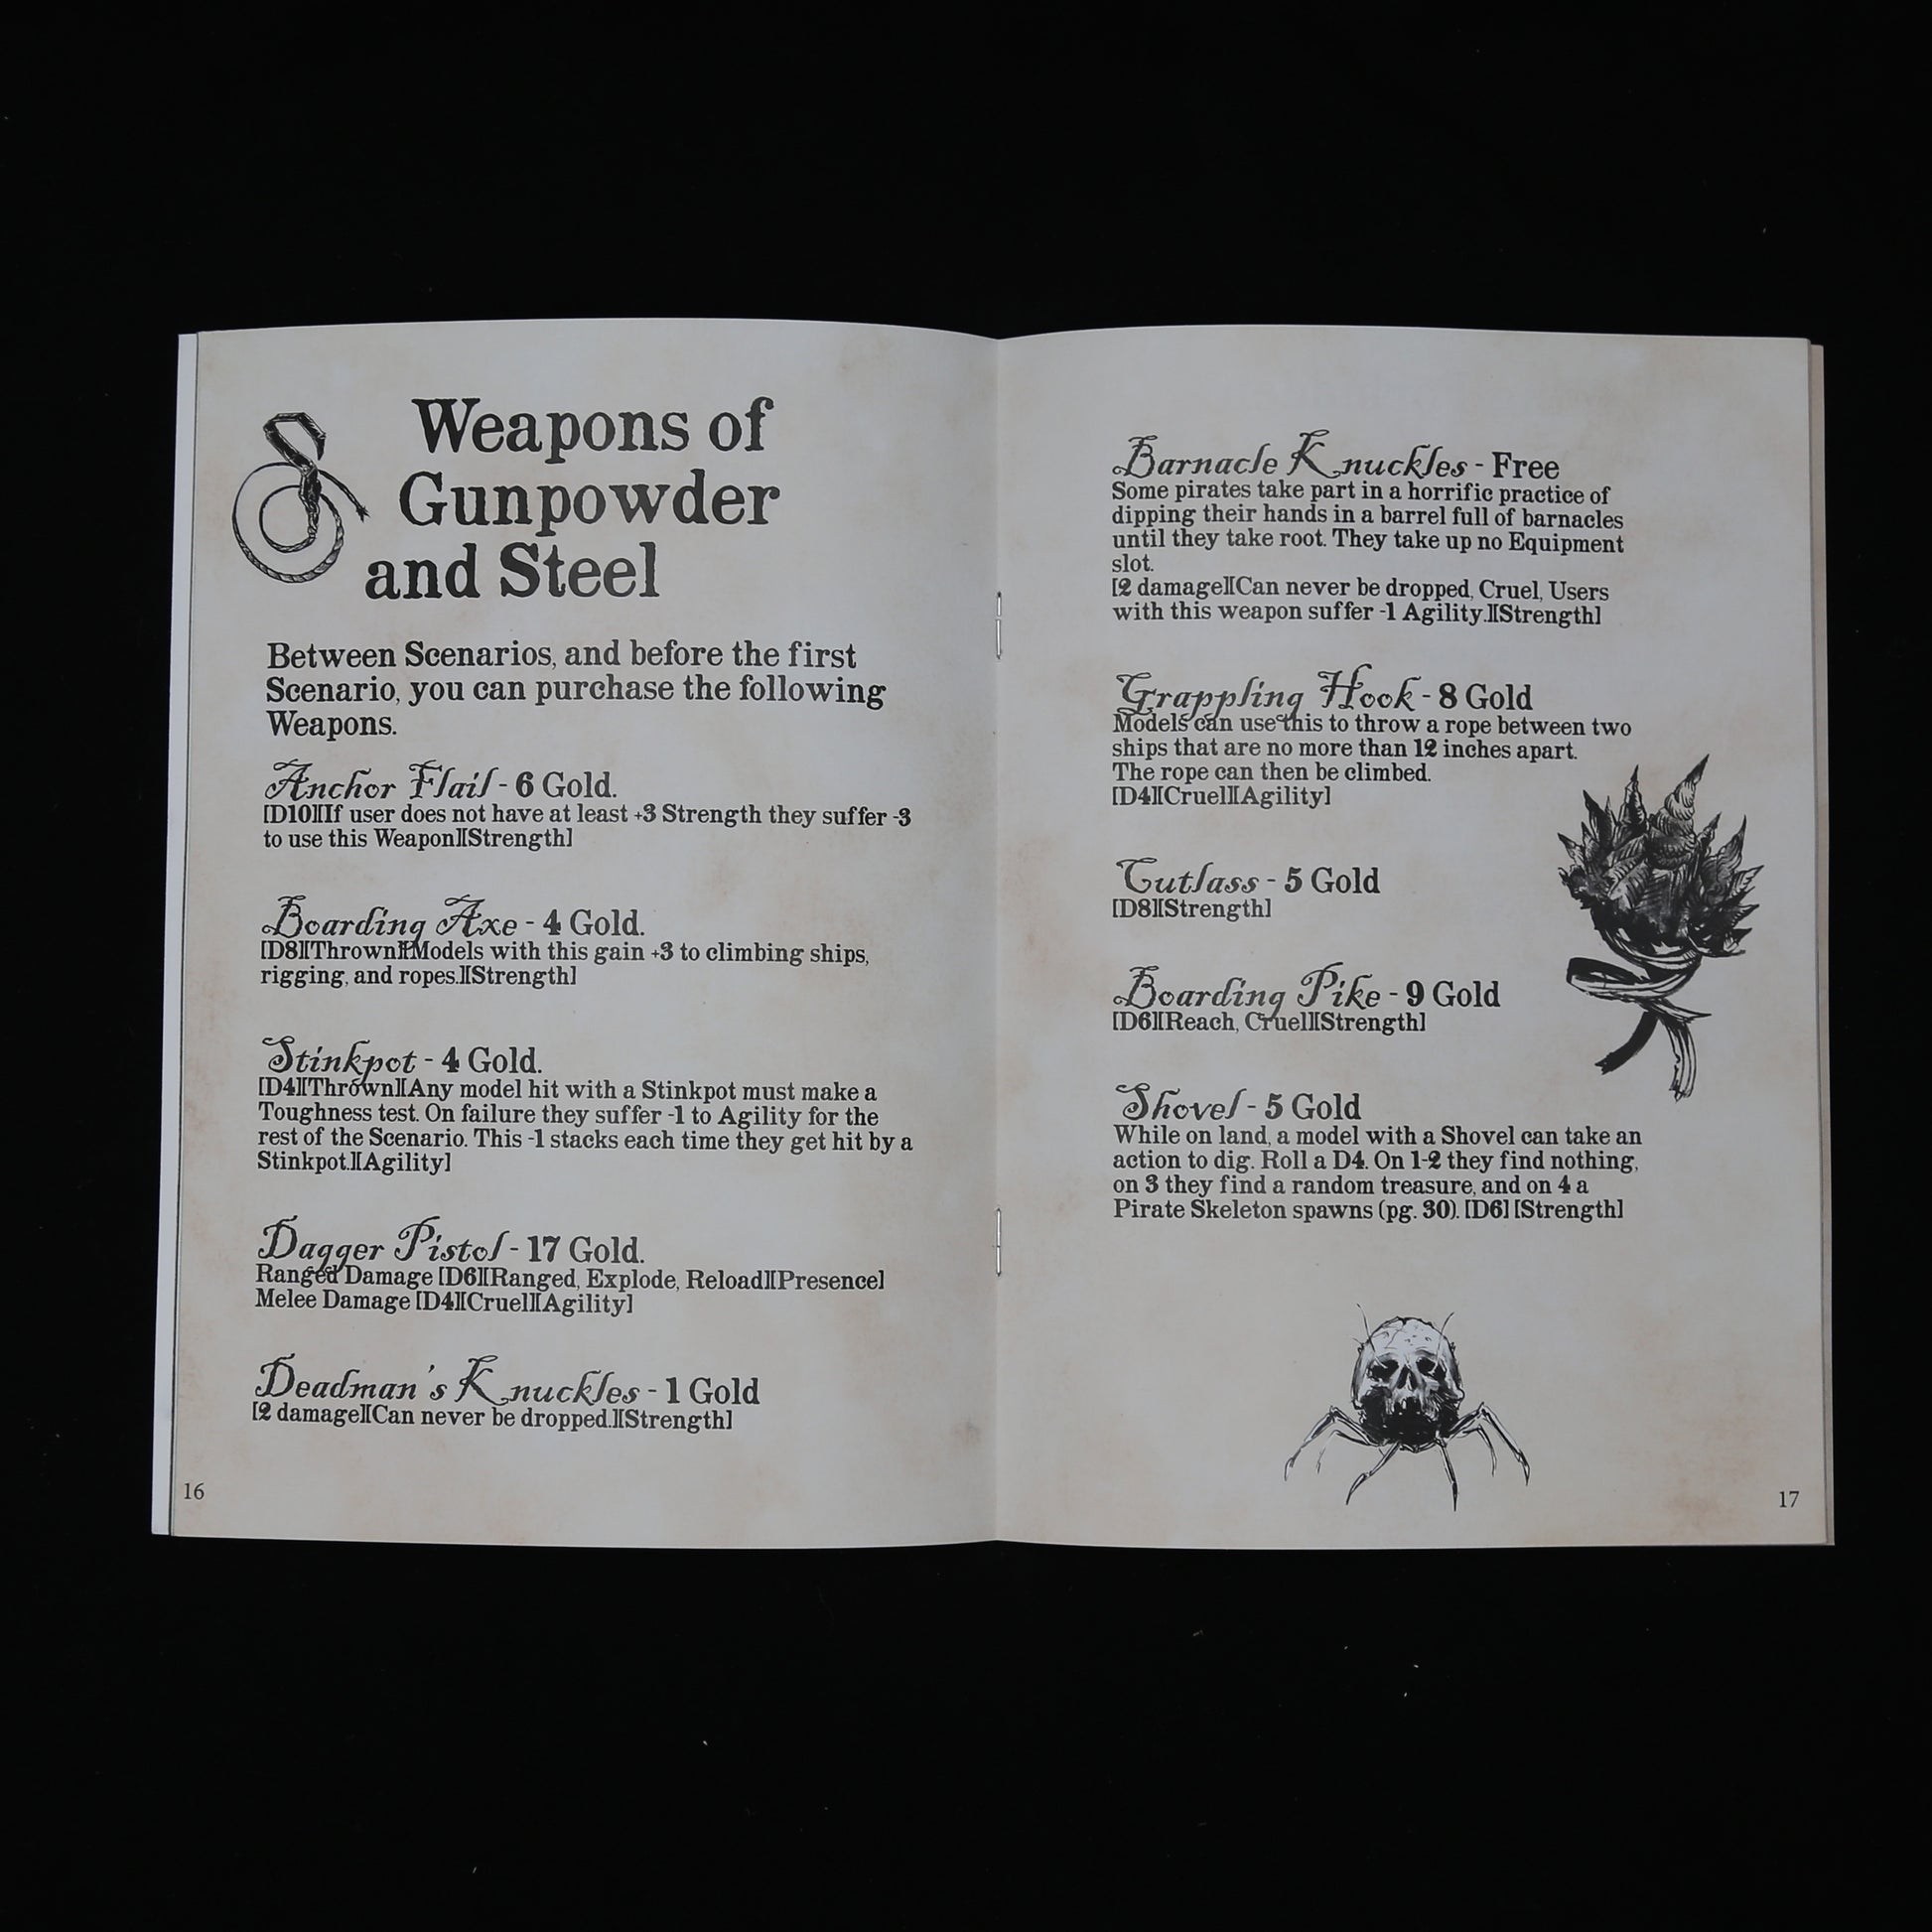 Weapons of
Gunpowder
and Steel
Between Scenarios, and before the first
Scenario, you can purchase the following
Weapons.
Anchor Flail - 6 Gold.
[D10][If user does not have at least +3 Strength they suffer -3
to use this Weapon][Strength]
Boarding Axe - 4 Gold.
[D8][Thrown][Models with this gain +3 to climbing ships,
rigging, and ropes.][Strength]
Stinkpot - 4 Gold.
[D4][Thrown][Any model hit with a Stinkpot must make a
Toughness test. On failure they suffer -1 to Agility for the
rest of the Scenario. This -1 stacks each time they get hit by a
Stinkpot.][Agility]
Dagger Pistol - 17 Gold.
Ranged Damage [D6][Ranged, Explode, Reload][Presence]
Melee Damage [D4][Cruel][Agility]
Deadman's Knuckles - 1 Gold
[2 damage][Can never be dropped.][Strength]
16
Barnacle Knuckles - Free
Some pirates take part in a horrific practice of
dipping their hands in a barrel full of barnacles
until they take root. They take up no Equipment
slot.
[2 damage][Can never be dropped, Cruel, Users
with this weapon suffer -1 Agility.][Strength]
Grappling Hook - 8 Gold
Models can use this to throw a rope between two
ships that are no more than 12 inches apart.
The rope can then be climbed.
[D4][Cruel][Agility]
Cutlass - 5 Gold
[D8][Strength]
Boarding Pike - 9 Gold
[D6][Reach, Cruel][Strength]
Shovel - 5 Gold
While on land, a model with a Shovel can take an
action to dig. Roll a D4. On 1-2 they find nothing,
on 3 they find a random treasure, and on 4 a
Pirate Skeleton spawns (pg. 30). [D6] [Strength]
17